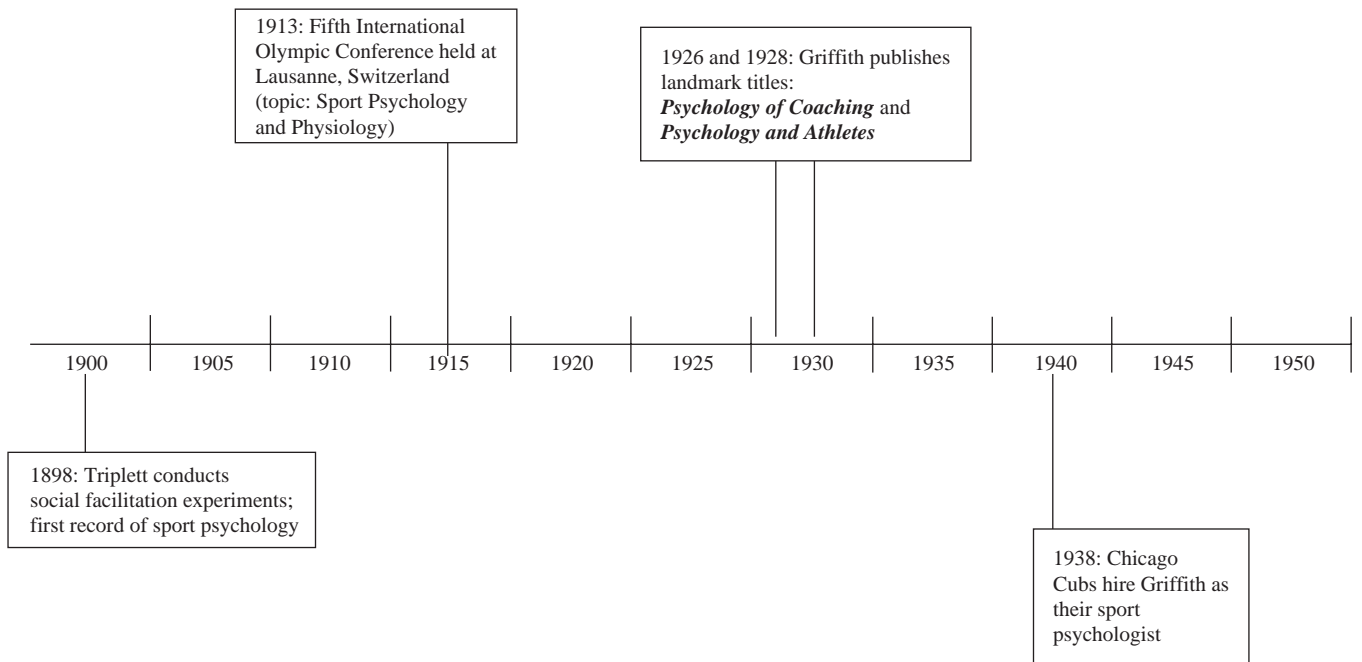 1913: Fifth International
Olympic Conference held at
Lausanne, Switzerland
(topic: Sport Psychology
and Physiology)
1926 and 1928: Griffith publishes
landmark titles:
Psychology of Coaching and
Psychology and Athletes
1900 1905 1910 1915 1920 1925 1930 1935 1940 1945 1950
1898: Triplett conducts
social facilitation experiments;
first record of sport psychology
1938: Chicago
Cubs hire Griffith as
their sport
psychologist